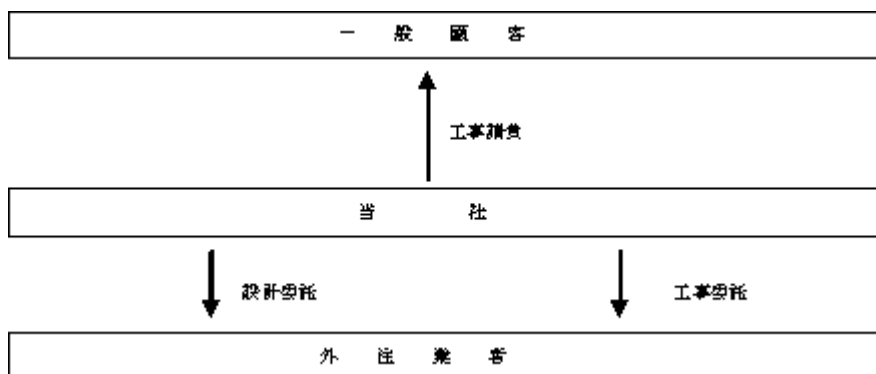 一般顧客
工事請負
当社
設計委託
工事委託
外注業者